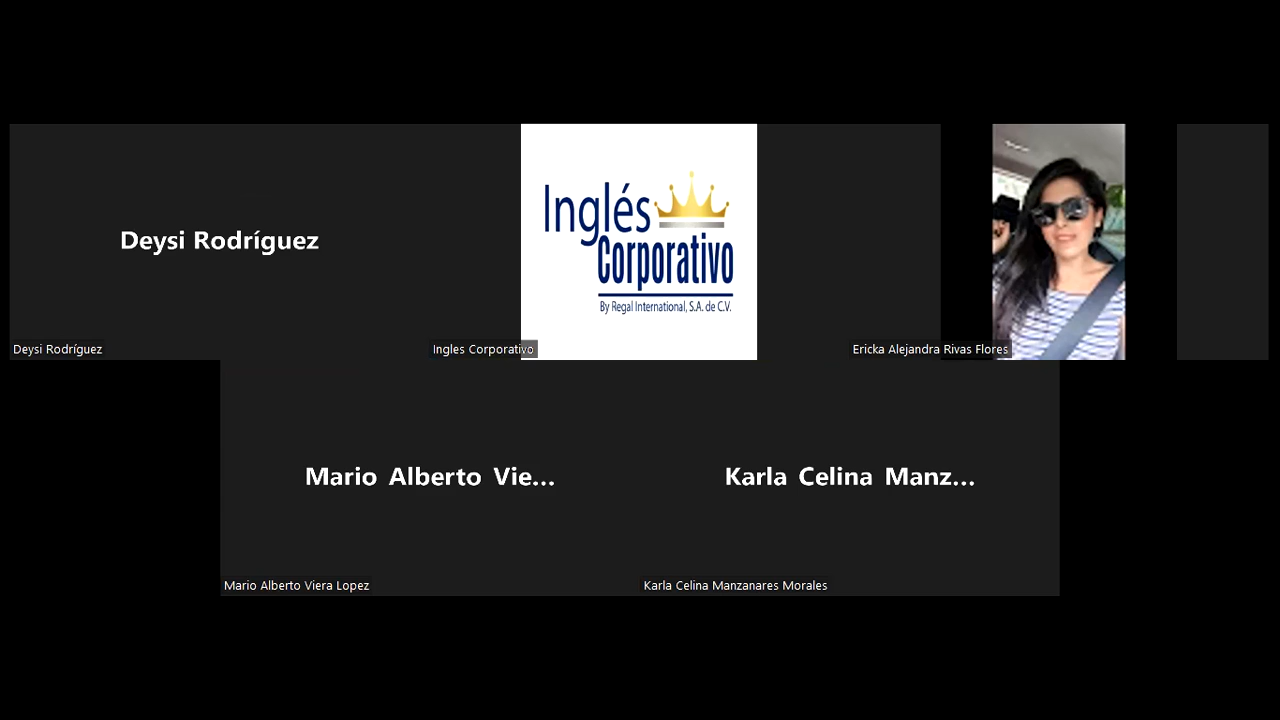 Deysi Rodríguez
Deysi Rodríguez
Inglés
Corporativo
By Regal International, S.A. de C.V.
Ingles Corporativo
Ericka Alejandra Rivas Flores
Mario Alberto Vie...
Mario Alberto Viera Lopez
Karla Celina Manz...
Karla Celina Manzanares Morales